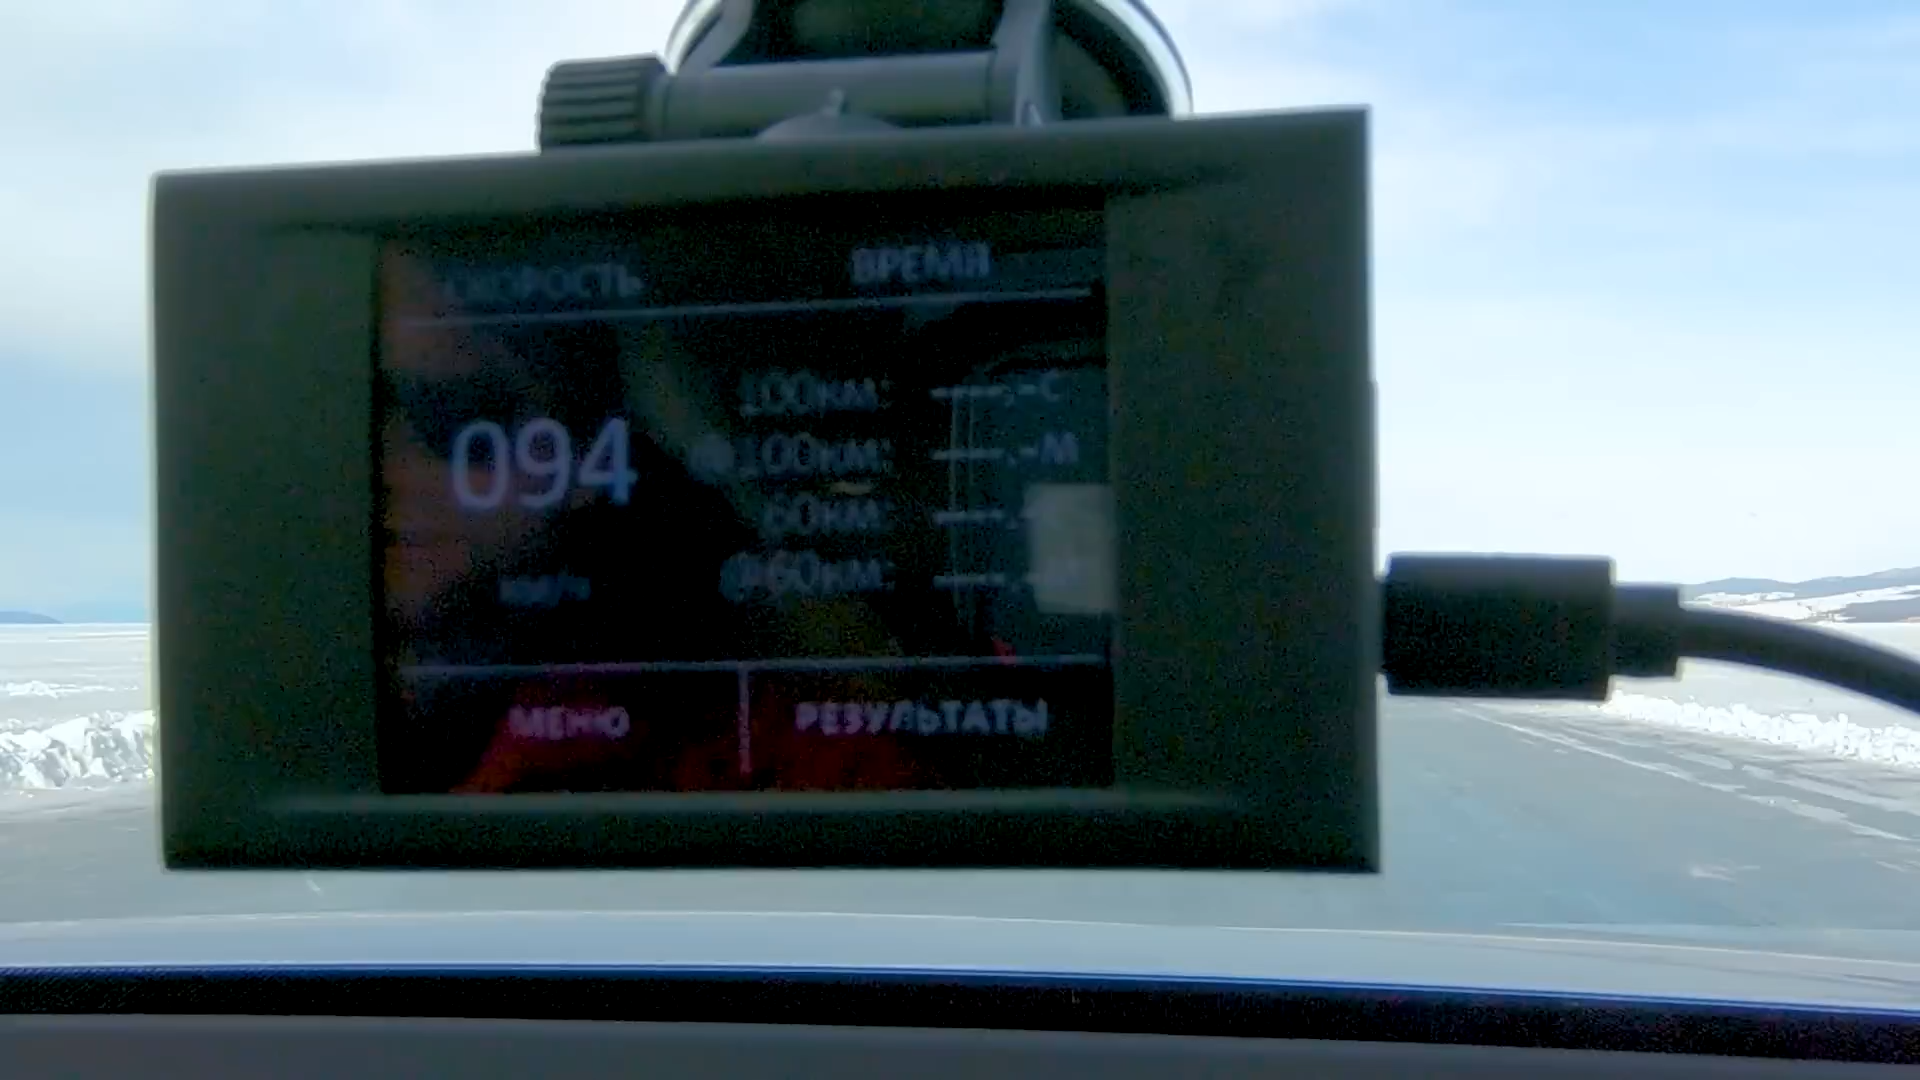 СКОРОСТЬ ВРЕМЯ
100км: ---.-С
@100км: ---.-М
094
60км: ---.-
@60км: ---.-М
км/ч
МЕНЮ РЕЗУЛЬТАТЫ